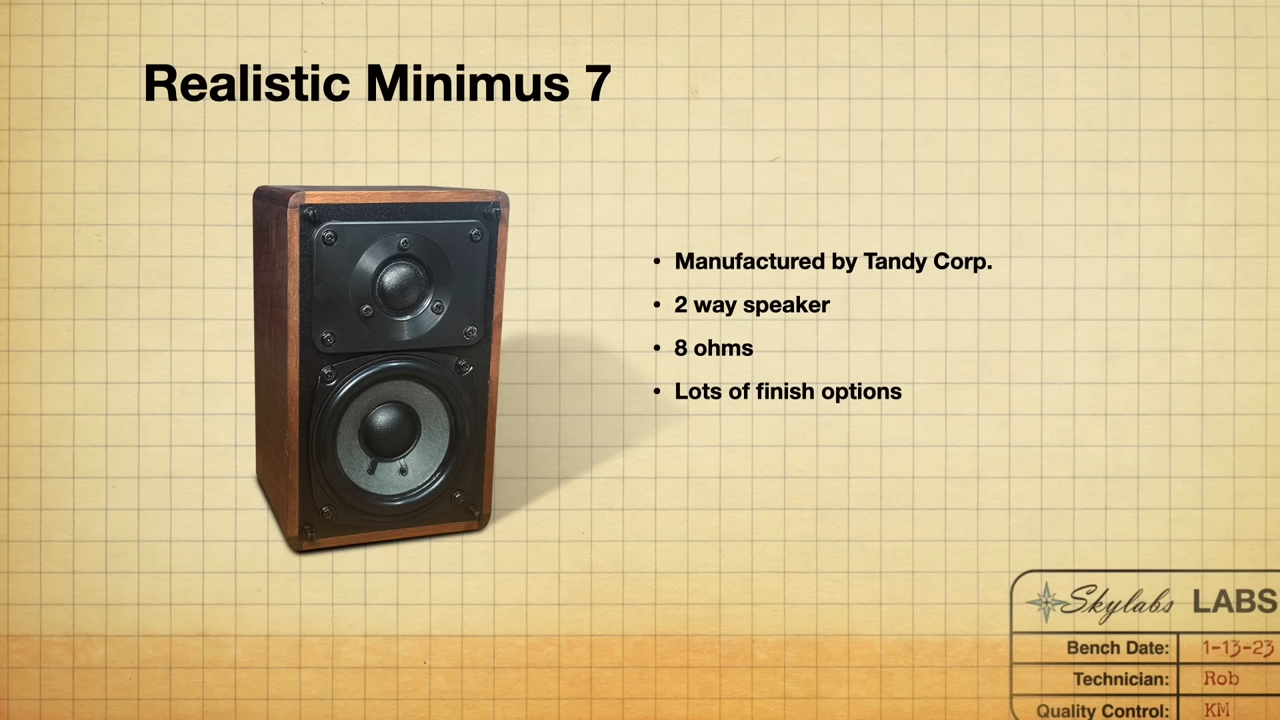 Realistic Minimus 7
• Manufactured by Tandy Corp.
• 2 way speaker
• 8 ohms
• Lots of finish options
Skylabs LABS
Bench Date: 1-13-23
Technician: Rob
Quality Control: KM